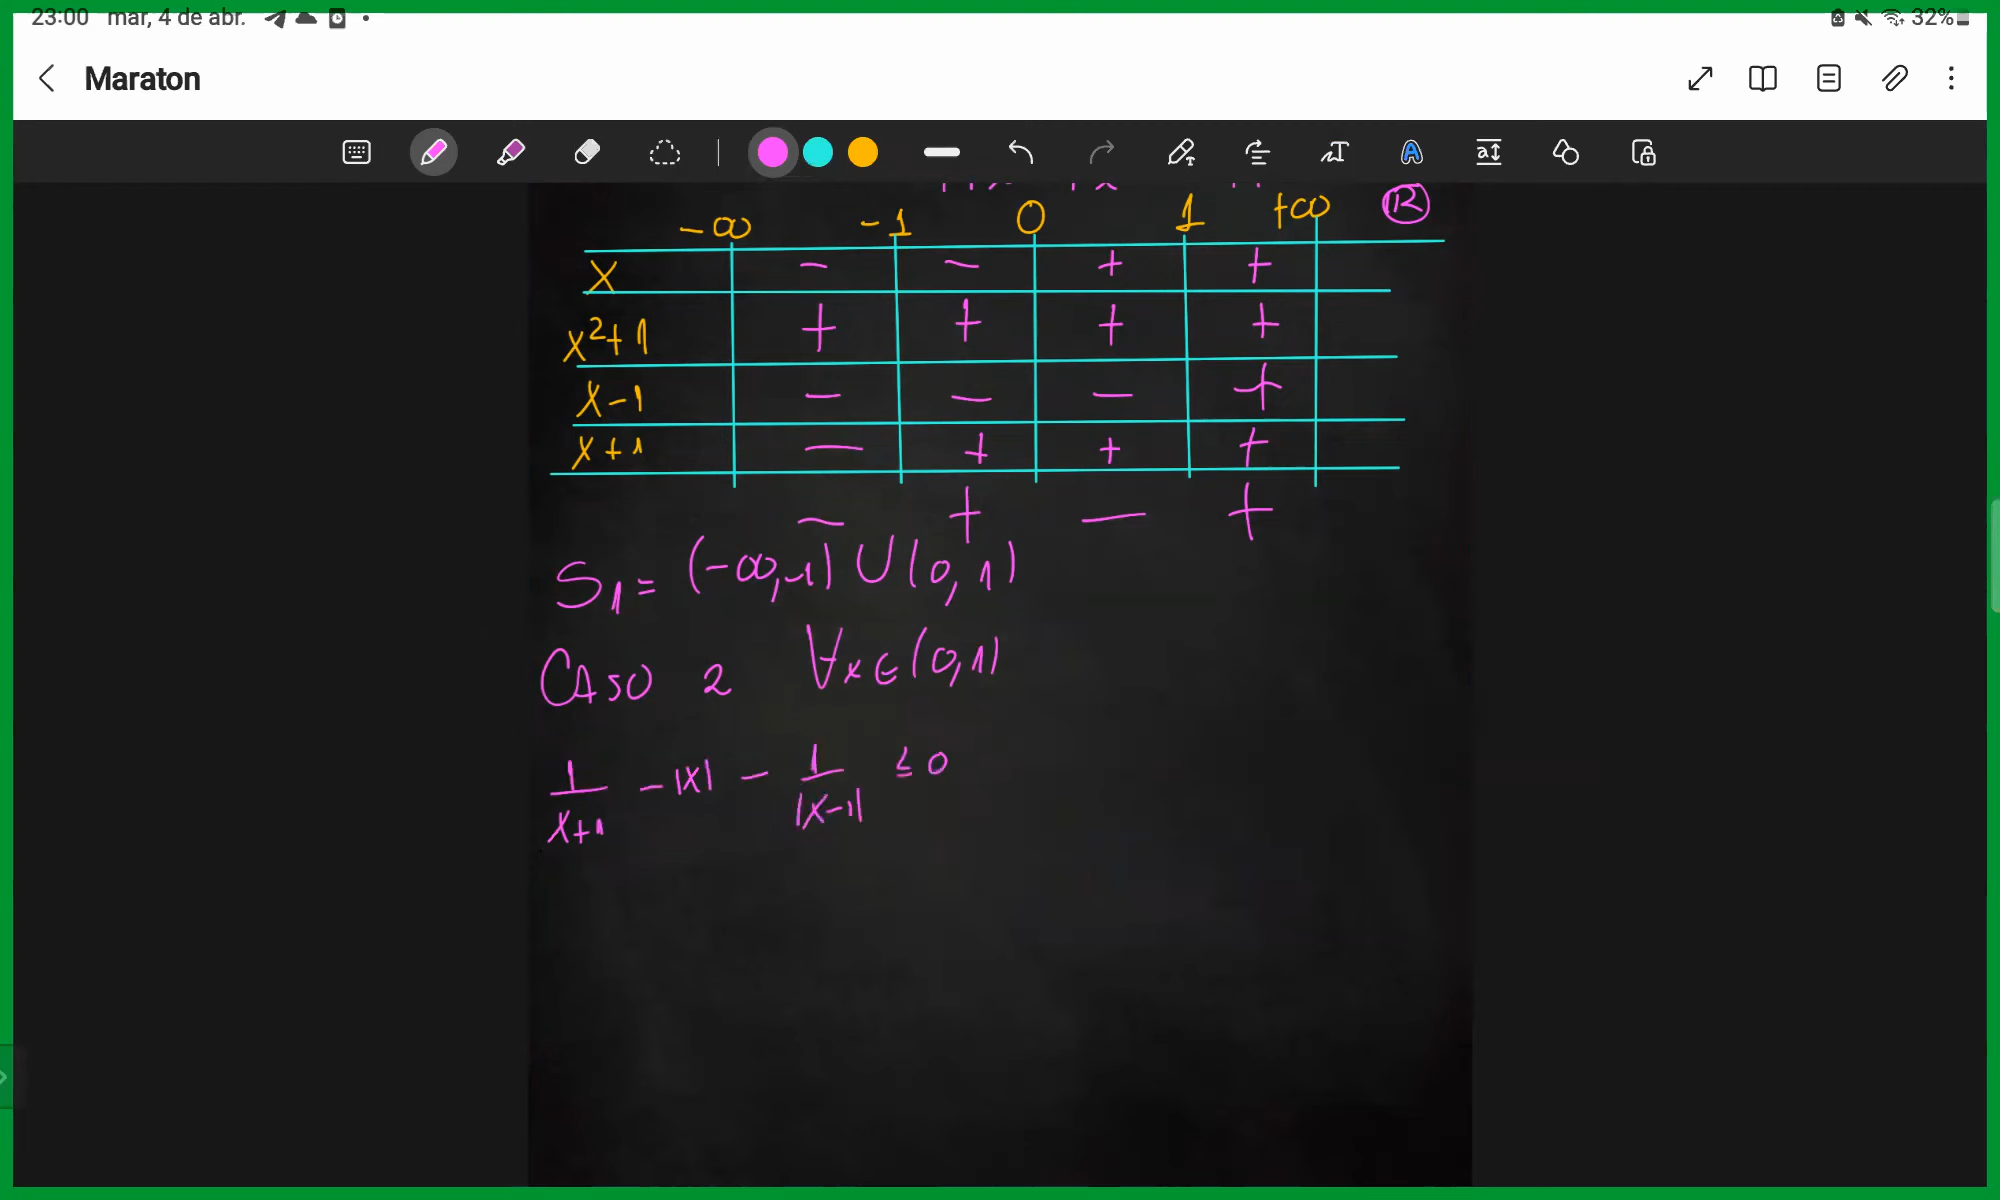 23:00 mar, 4 de abr. 32%
Maraton
-∞ -1 0 1 +∞ R
x - - + +
x²+1 + + + +
x-1 - - - +
x+1 - + + +
- + - +
S₁= (-∞,-1) U (0, 1)
CASO 2 ∀x∈(0,1)
1/(x+1) - |x| - 1/|x-1| ≤ 0